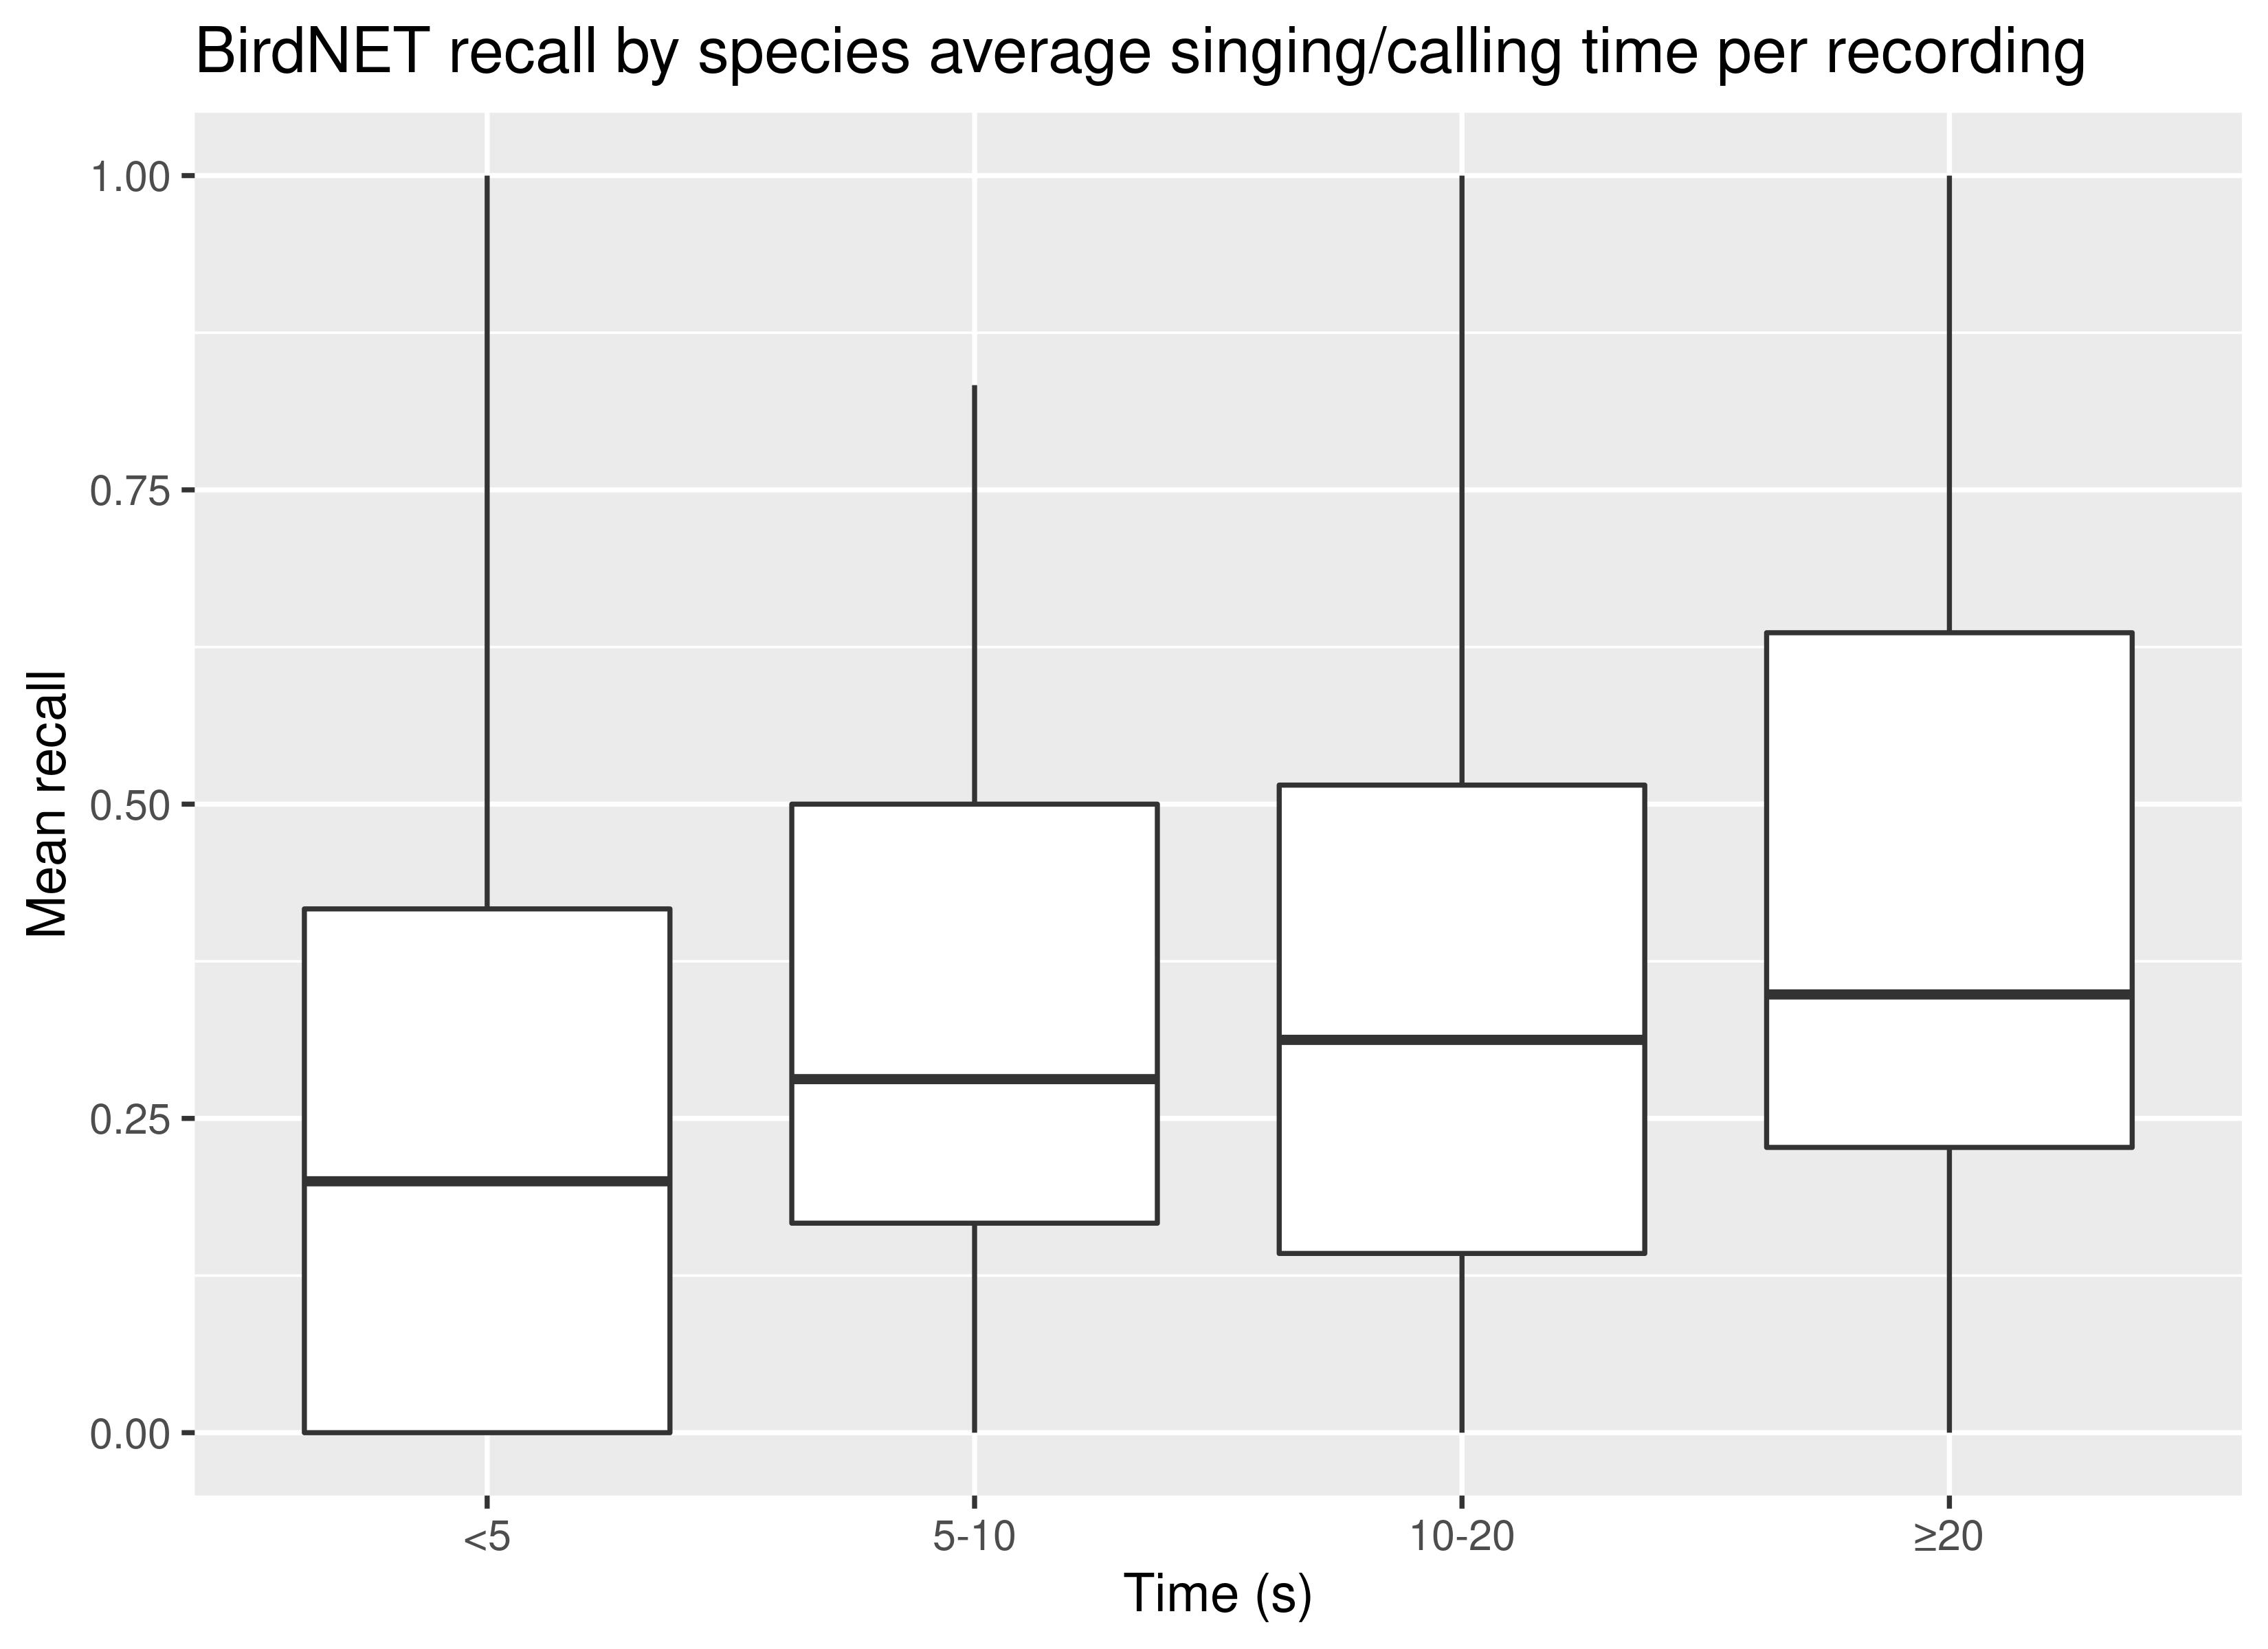 BirdNET recall by species average singing/calling time per recording
Mean recall
1.00
0.75
0.50
0.25
0.00
<5 5-10 10-20 ≥20
Time (s)